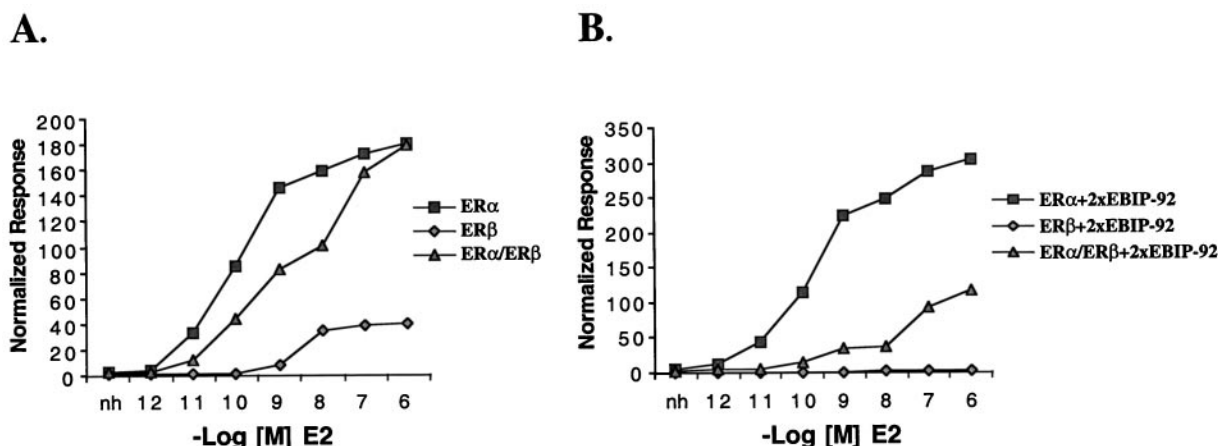 A.
Normalized Response
200
180
160
140
120
100
80
60
40
20
0
nh 12 11 10 9 8 7 6
-Log [M] E2
ERα
ERβ
ERα/ERβ
B.
Normalized Response
350
300
250
200
150
100
50
0
nh 12 11 10 9 8 7 6
-Log [M] E2
ERα+2xEBIP-92
ERβ+2xEBIP-92
ERα/ERβ+2xEBIP-92